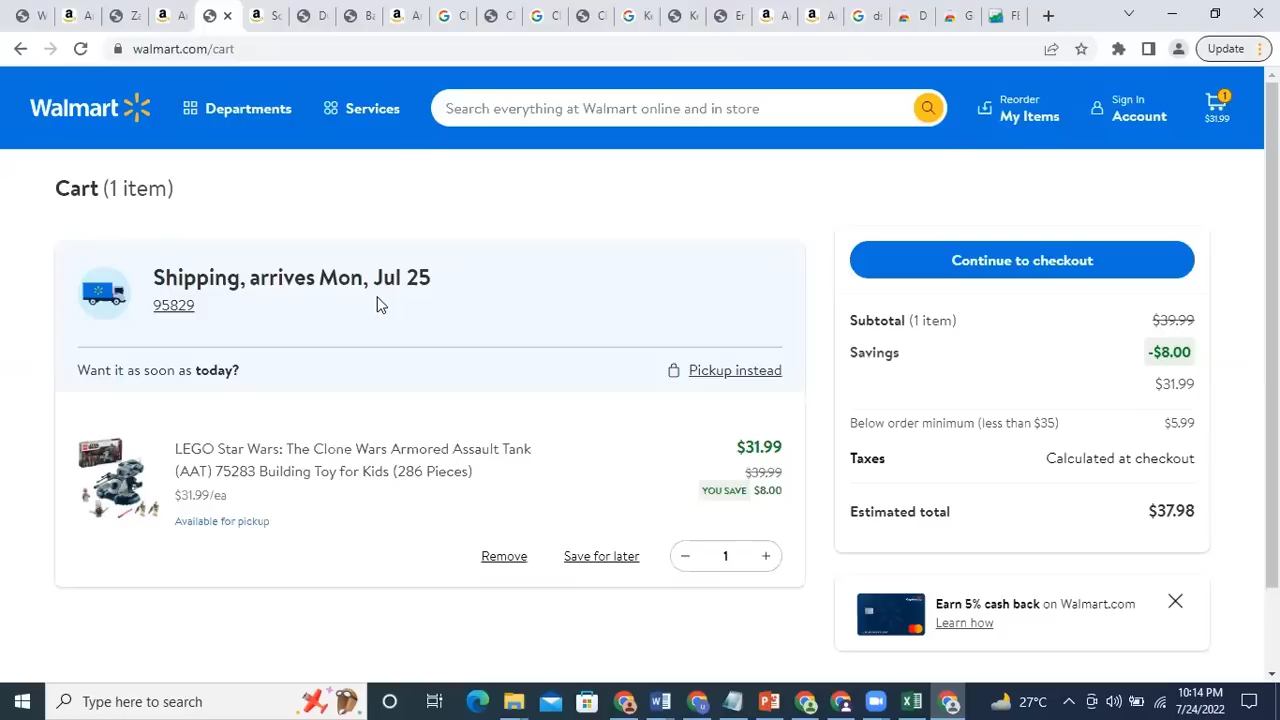 walmart.com/cart
Update
Walmart
Departments
Services
Search everything at Walmart online and in store
Reorder
My Items
Sign In
Account
1
$31.99
Cart (1 item)
Shipping, arrives Mon, Jul 25
95829
Want it as soon as today?
Pickup instead
LEGO Star Wars: The Clone Wars Armored Assault Tank
(AAT) 75283 Building Toy for Kids (286 Pieces)
$31.99/ea
Available for pickup
$31.99
$39.99
YOU SAVE $8.00
Remove
Save for later
1
Continue to checkout
Subtotal (1 item) $39.99
Savings -$8.00
$31.99
Below order minimum (less than $35) $5.99
Taxes Calculated at checkout
Estimated total $37.98
Earn 5% cash back on Walmart.com
Learn how
Type here to search
27°C
10:14 PM
7/24/2022